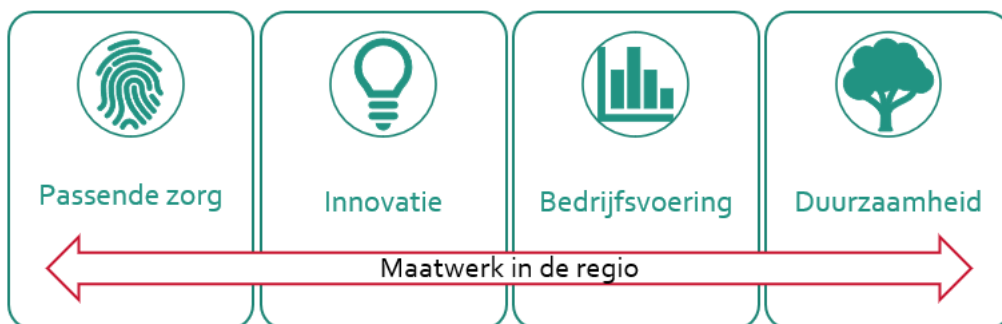 Passende zorg
Innovatie
Bedrijfsvoering
Duurzaamheid
Maatwerk in de regio